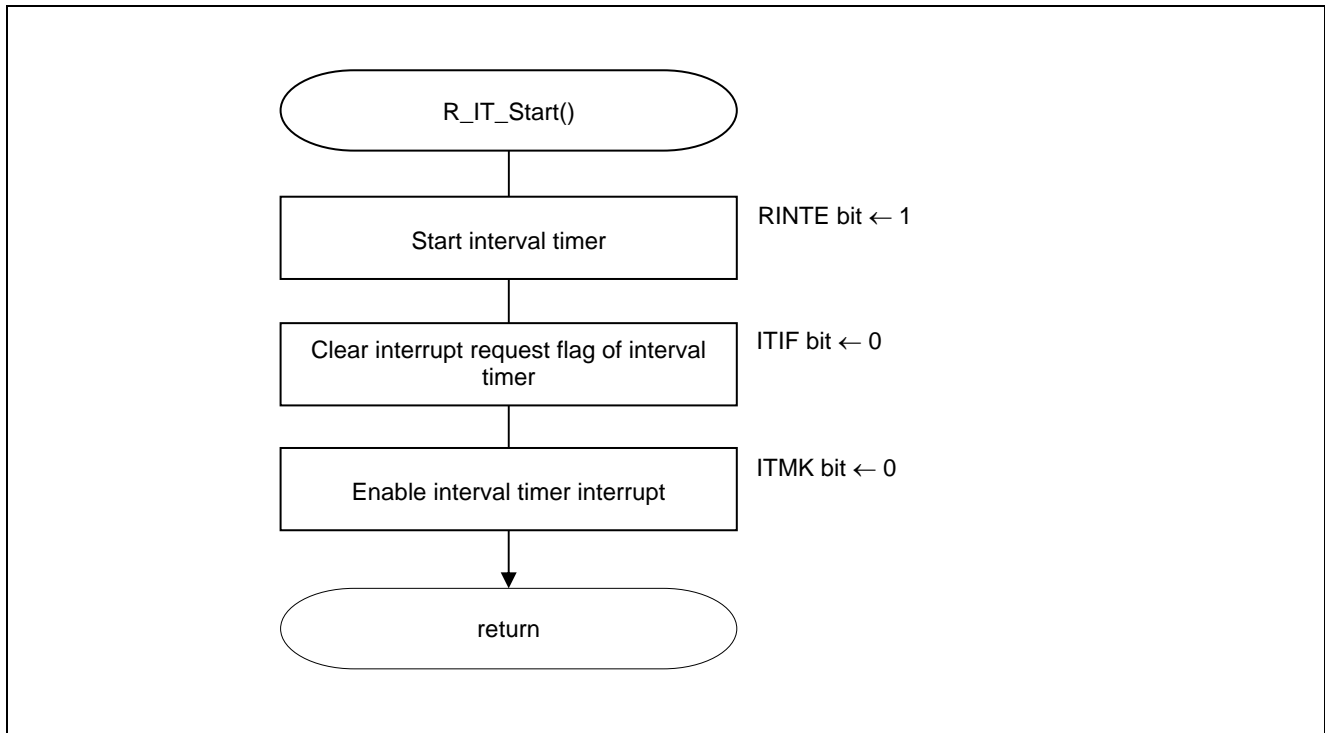 R_IT_Start()
Start interval timer
RINTE bit ← 1
Clear interrupt request flag of interval
timer
ITIF bit ← 0
Enable interval timer interrupt
ITMK bit ← 0
return